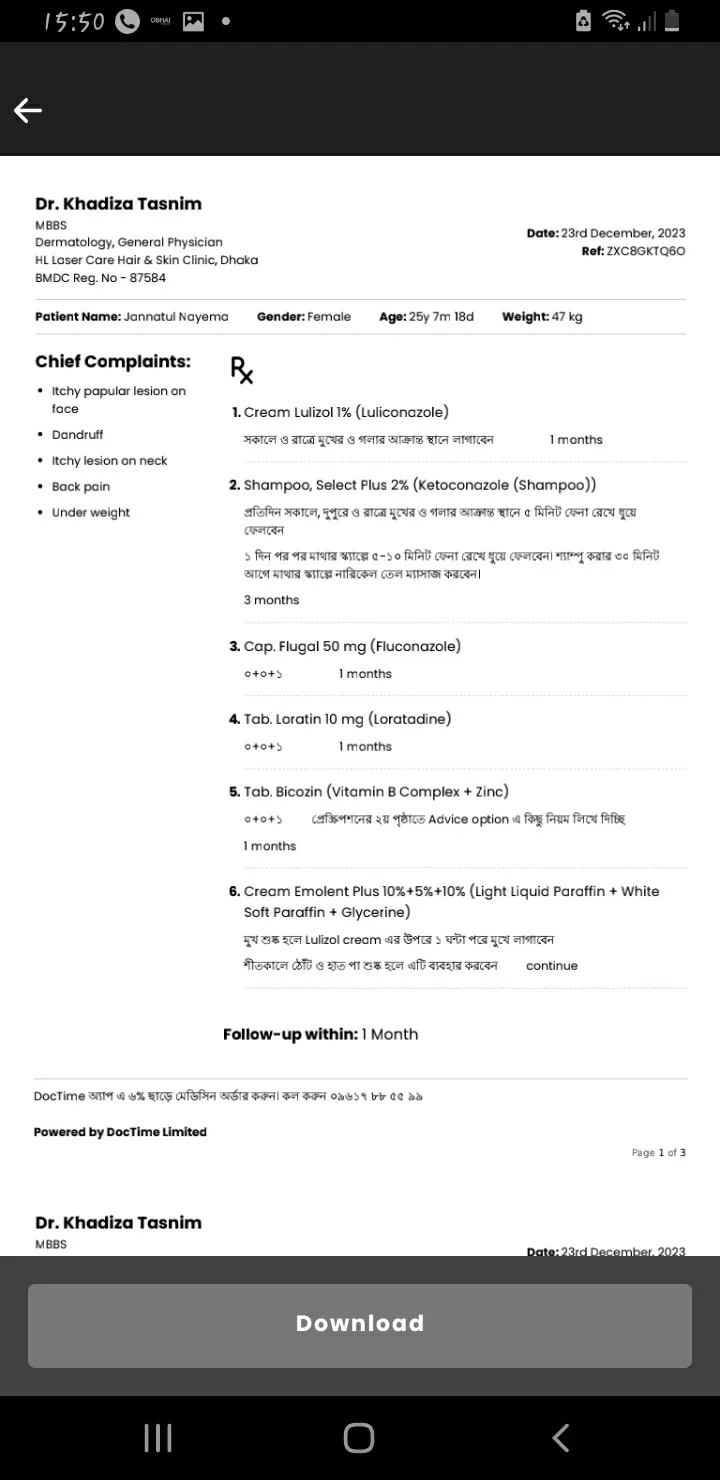 15:50
OBHAI
Dr. Khadiza Tasnim
MBBS
Dermatology, General Physician
HL Laser Care Hair & Skin Clinic, Dhaka
BMDC Reg. No - 87584
Date: 23rd December, 2023
Ref: ZXC8GKTQ6O
Patient Name: Jannatul Nayema Gender: Female Age: 25y 7m 18d Weight: 47 kg
Chief Complaints:
• Itchy papular lesion on
face
• Dandruff
• Itchy lesion on neck
• Back pain
• Under weight
Rx
1. Cream Lulizol 1% (Luliconazole)
সকালে ও রাত্রে মুখের ও গলার আক্রান্ত স্থানে লাগাবেন 1 months
2. Shampoo, Select Plus 2% (Ketoconazole (Shampoo))
প্রতিদিন সকালে, দুপুরে ও রাত্রে মুখের ও গলার আক্রান্ত স্থানে ৫ মিনিট ফেনা রেখে ধুয়ে
ফেলবেন
১ দিন পর পর মাথার স্ক্যাল্পে ৫-১০ মিনিট ফেনা রেখে ধুয়ে ফেলবেন। শ্যাম্পু করার ৩০ মিনিট
আগে মাথার স্ক্যাল্পে নারিকেল তেল ম্যাসাজ করবেন।
3 months
3. Cap. Flugal 50 mg (Fluconazole)
০+০+১ 1 months
4. Tab. Loratin 10 mg (Loratadine)
০+০+১ 1 months
5. Tab. Bicozin (Vitamin B Complex + Zinc)
০+০+১ প্রেস্ক্রিপশনের ২য় পৃষ্ঠাতে Advice option এ কিছু নিয়ম লিখে দিচ্ছি
1 months
6. Cream Emolent Plus 10%+5%+10% (Light Liquid Paraffin + White
Soft Paraffin + Glycerine)
মুখ শুষ্ক হলে Lulizol cream এর উপরে ১ ঘন্টা পরে মুখে লাগাবেন
শীতকালে ঠোঁট ও হাত পা শুষ্ক হলে এটি ব্যবহার করবেন continue
Follow-up within: 1 Month
DocTime অ্যাপ এ ৬% ছাড়ে মেডিসিন অর্ডার করুন। কল করুন ০৯৬১৭ ৮৮ ৫৫ ৯৯
Powered by DocTime Limited
Page 1 of 3
Dr. Khadiza Tasnim
MBBS
Date: 23rd December, 2023
Download